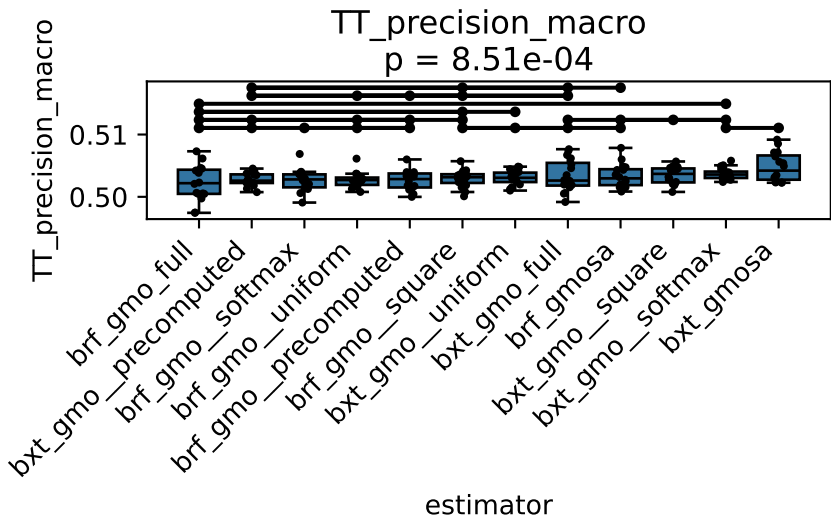 TT_precision_macro
p = 8.51e-04
TT_precision_macro
0.51
0.50
brf_gmo_full
bxt_gmo__precomputed
brf_gmo__softmax
brf_gmo__uniform
brf_gmo__precomputed
brf_gmo__square
bxt_gmo__uniform
bxt_gmo_full
brf_gmosa
bxt_gmo__square
bxt_gmo__softmax
bxt_gmosa
estimator